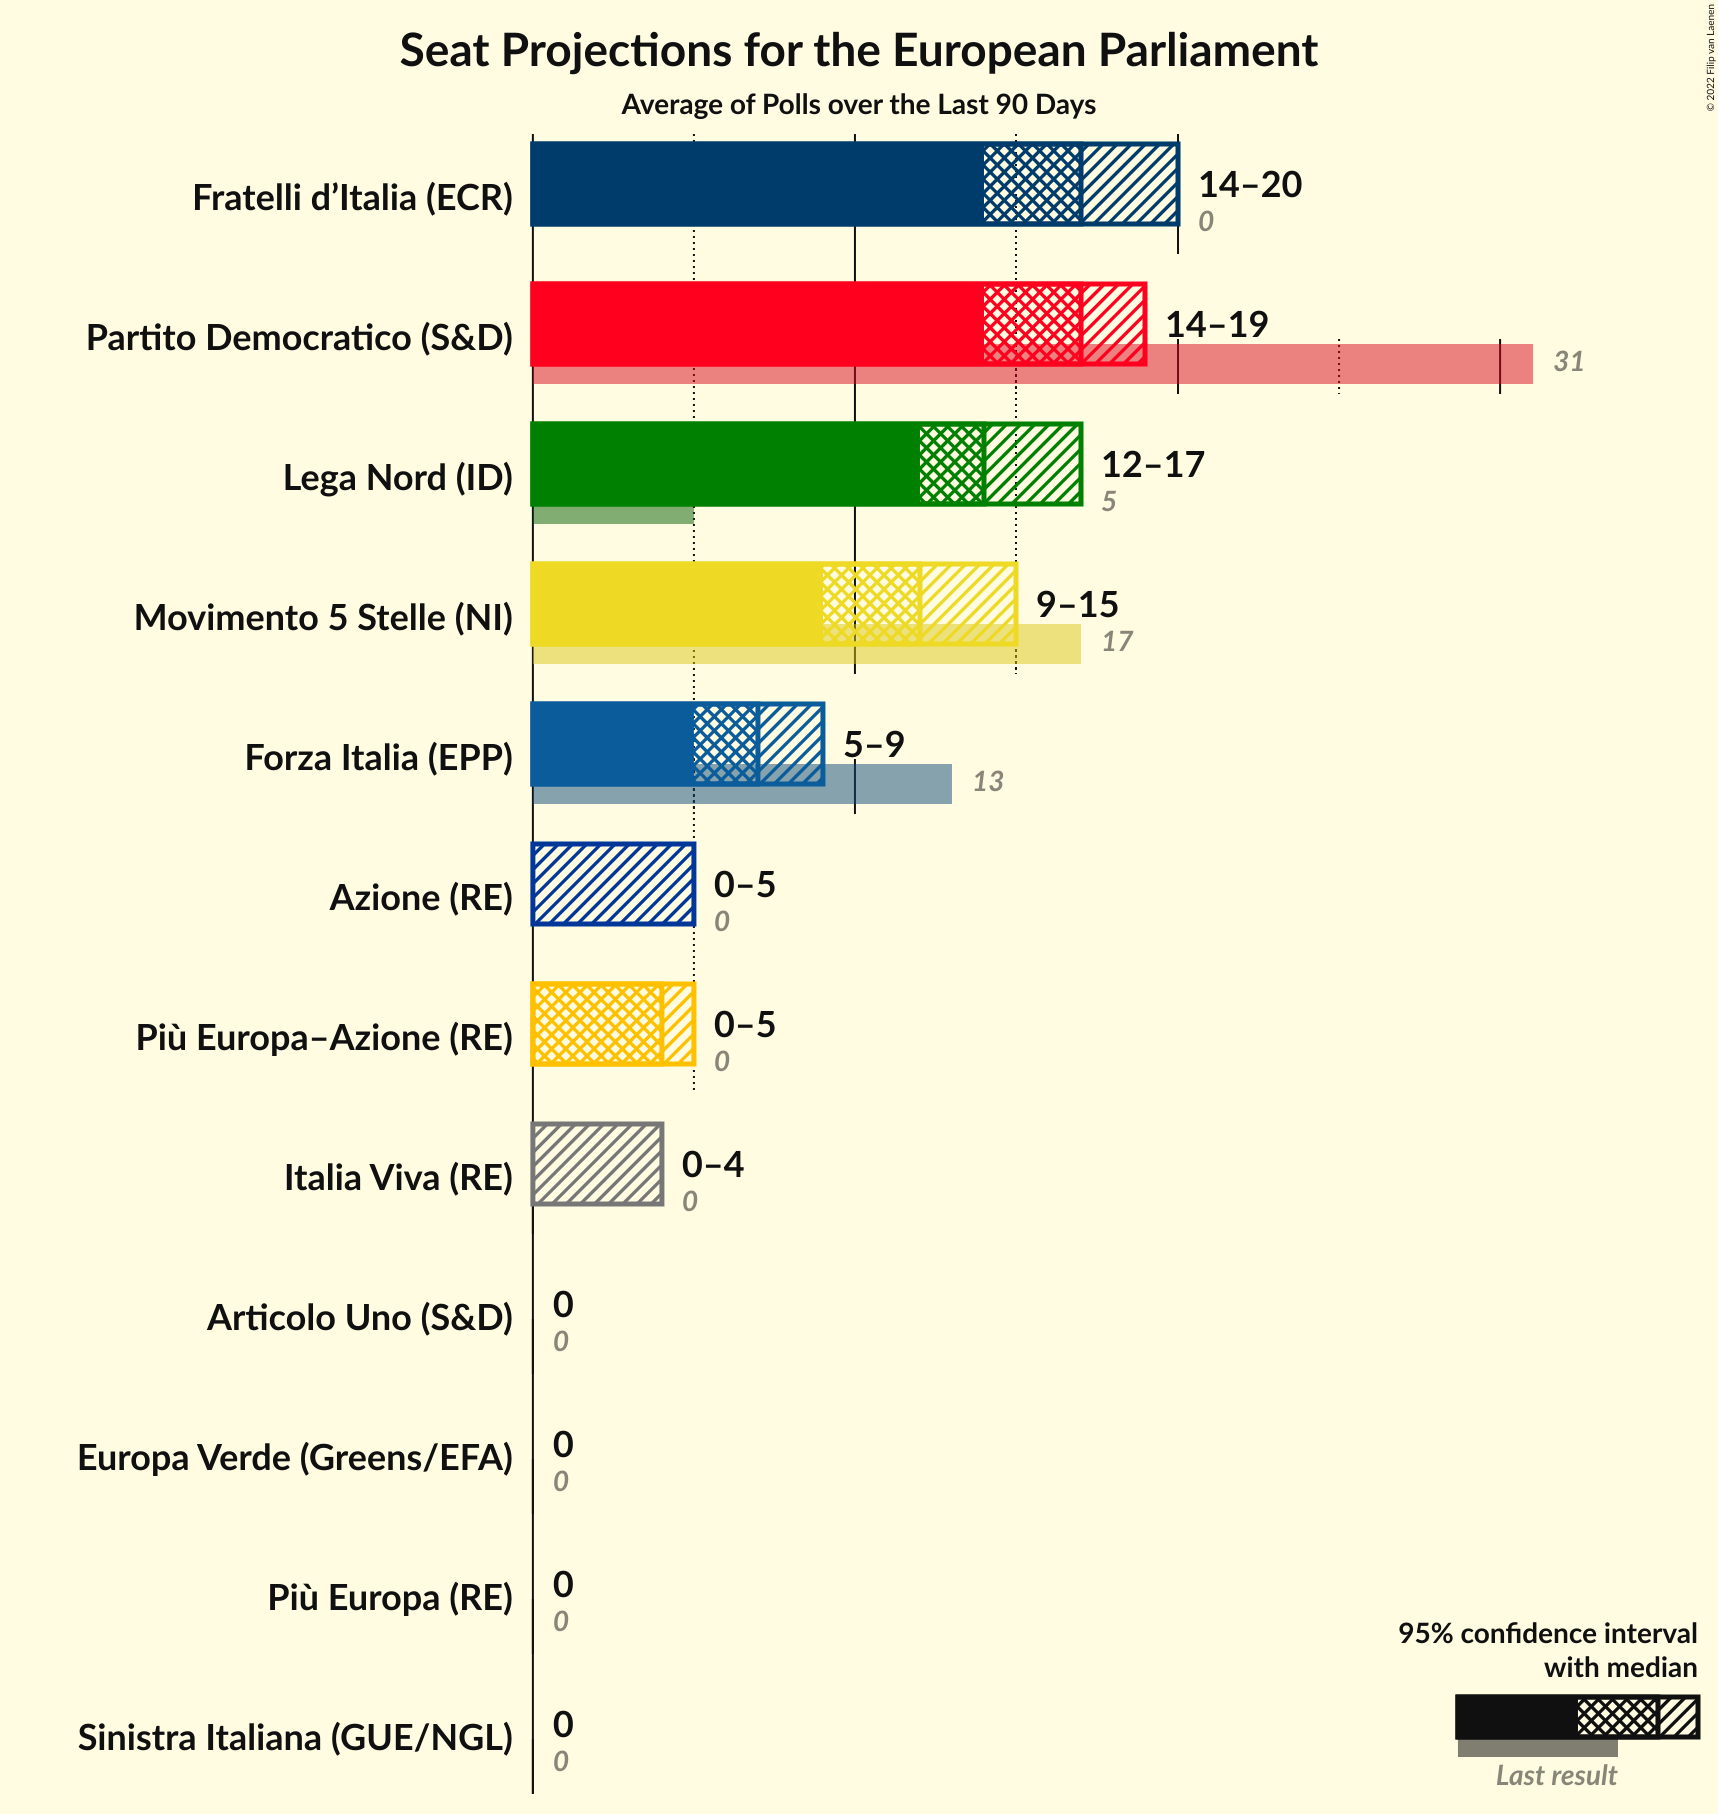 Seat Projections for the European Parliament
Average of Polls over the Last 90 Days
© 2022 Filip van Laenen
Fratelli d’Italia (ECR)
14–20
0
Partito Democratico (S&D)
14–19
31
Lega Nord (ID)
12–17
5
Movimento 5 Stelle (NI)
9–15
17
Forza Italia (EPP)
5–9
13
Azione (RE)
0–5
0
Più Europa–Azione (RE)
0–5
0
Italia Viva (RE)
0–4
0
Articolo Uno (S&D)
0
0
Europa Verde (Greens/EFA)
0
0
Più Europa (RE)
0
0
Sinistra Italiana (GUE/NGL)
0
0
95% confidence interval
with median
Last result